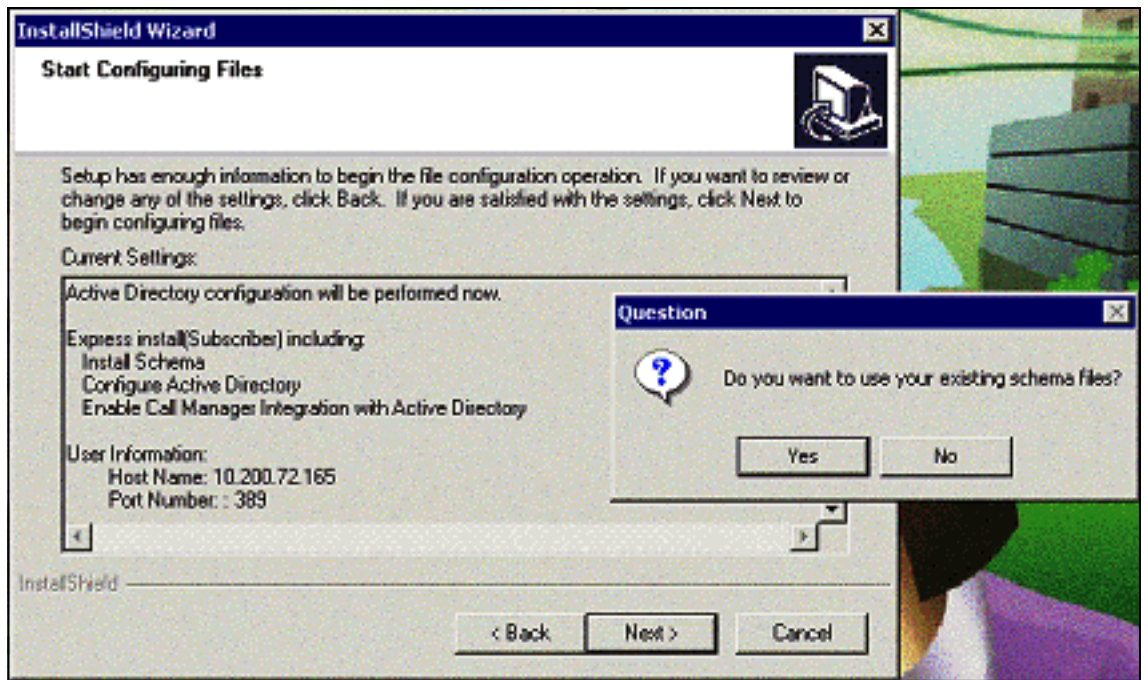 InstallShield Wizard
Start Configuring Files
Setup has enough information to begin the file configuration operation. If you want to review or
change any of the settings, click Back. If you are satisfied with the settings, click Next to
begin configuring files.
Current Settings:
Active Directory configuration will be performed now.
Express install(Subscriber) including:
Install Schema
Configure Active Directory
Enable Call Manager Integration with Active Directory
User Information:
Host Name: 10.200.72.165
Port Number: : 389
InstallShield
< Back
Next >
Cancel
Question
Do you want to use your existing schema files?
Yes
No